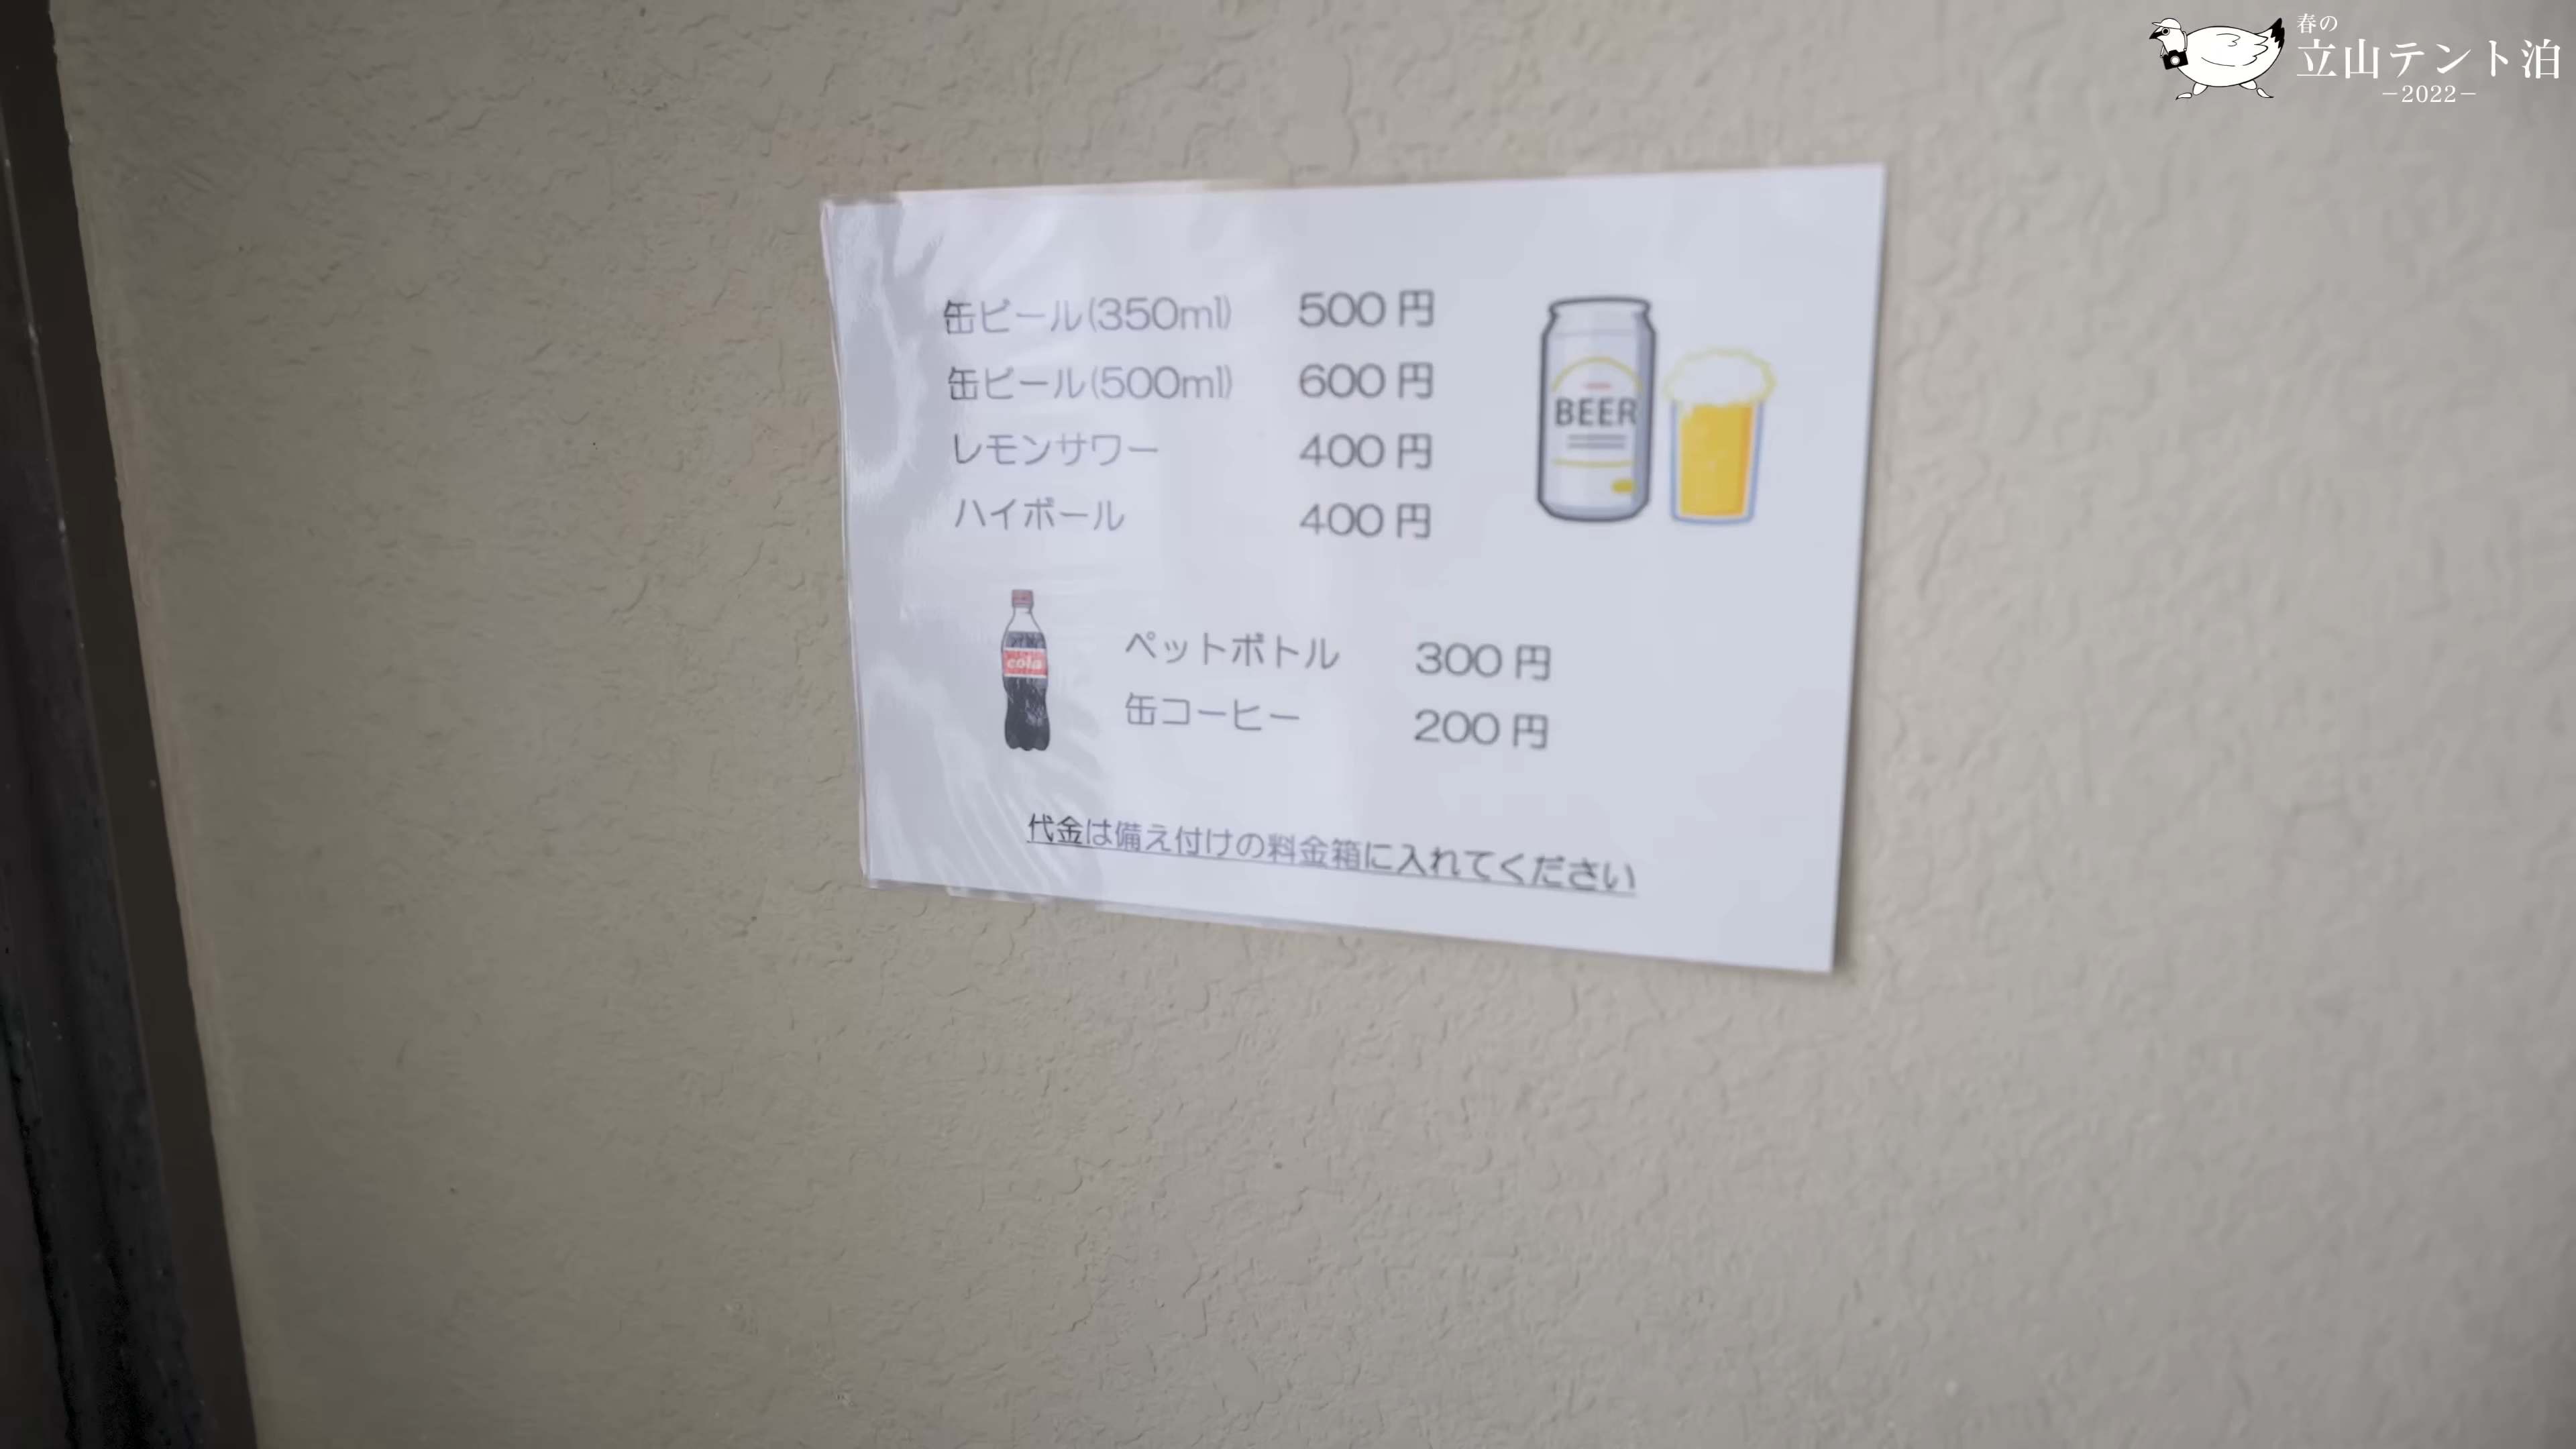 春の
立山テント泊
－2022－
缶ビール(350ml) 500円
缶ビール(500ml) 600円
レモンサワー 400円
ハイボール 400円
BEER
cola
ペットボトル 300円
缶コーヒー 200円
代金は備え付けの料金箱に入れてください